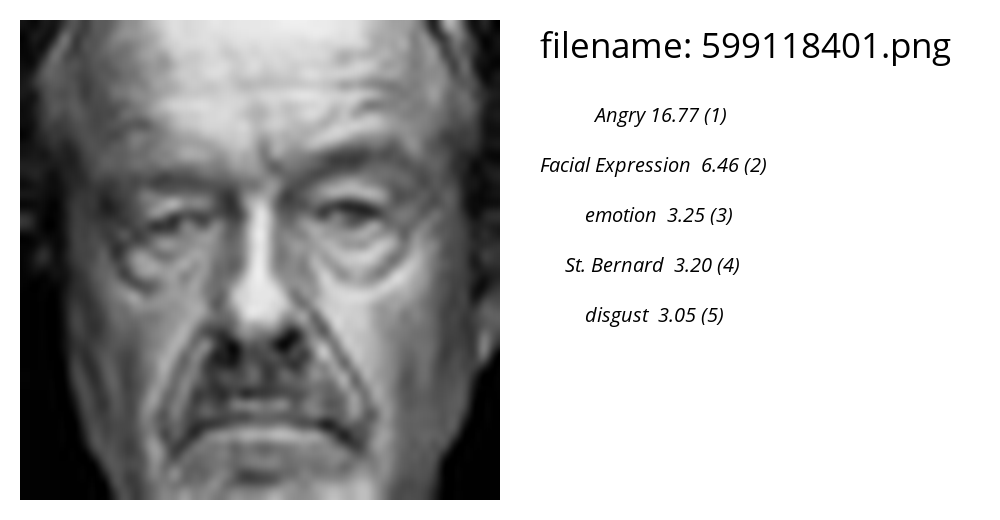 filename: 599118401.png
Angry 16.77 (1)
Facial Expression 6.46 (2)
emotion 3.25 (3)
St. Bernard 3.20 (4)
disgust 3.05 (5)